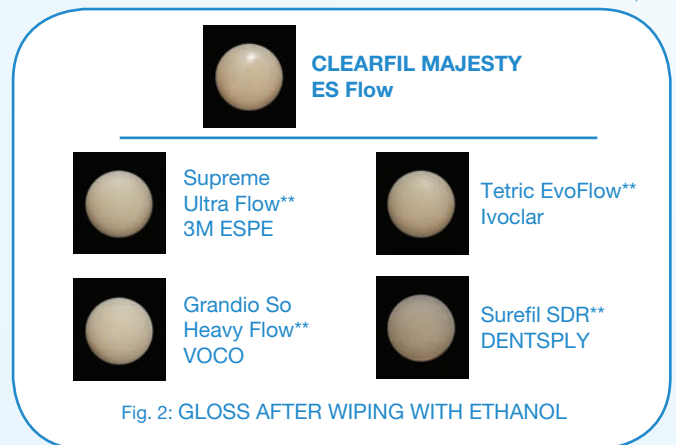 CLEARFIL MAJESTY
ES Flow
Supreme
Ultra Flow**
3M ESPE
Tetric EvoFlow**
Ivoclar
Grandio So
Heavy Flow**
VOCO
Surefil SDR**
DENTSPLY
Fig. 2: GLOSS AFTER WIPING WITH ETHANOL